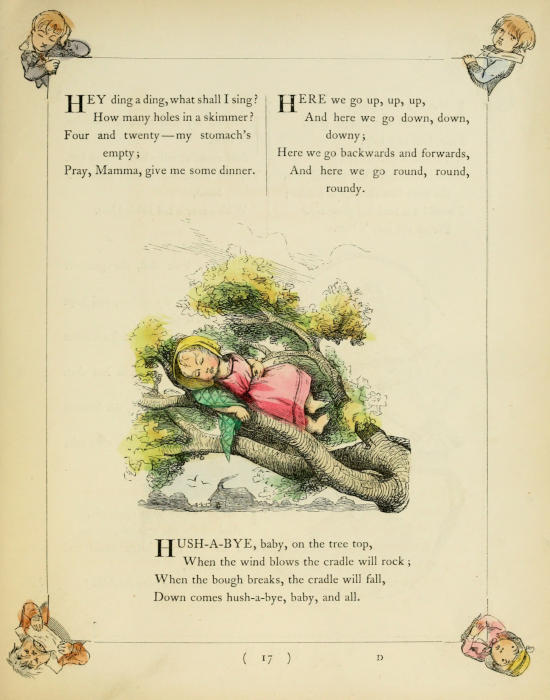 HEY ding a ding, what shall I sing?
How many holes in a skimmer?
Four and twenty—my stomach's
empty;
Pray, Mamma, give me some dinner.
HERE we go up, up, up,
And here we go down, down,
downy;
Here we go backwards and forwards,
And here we go round, round,
roundy.
HUSH-A-BYE, baby, on the tree top,
When the wind blows the cradle will rock;
When the bough breaks, the cradle will fall,
Down comes hush-a-bye, baby, and all.
( 17 ) D